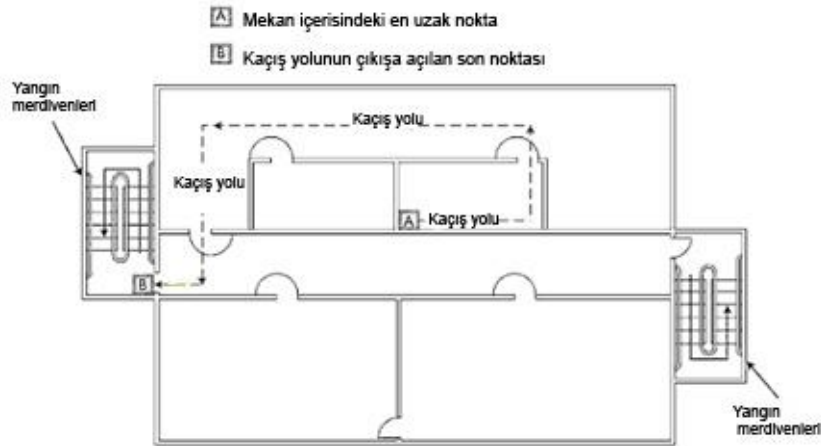 A Mekan içerisindeki en uzak nokta
B Kaçış yolunun çıkışa açılan son noktası
Yangın
merdivenleri
Kaçış yolu
Kaçış yolu
A Kaçış yolu
B
Yangın
merdivenleri